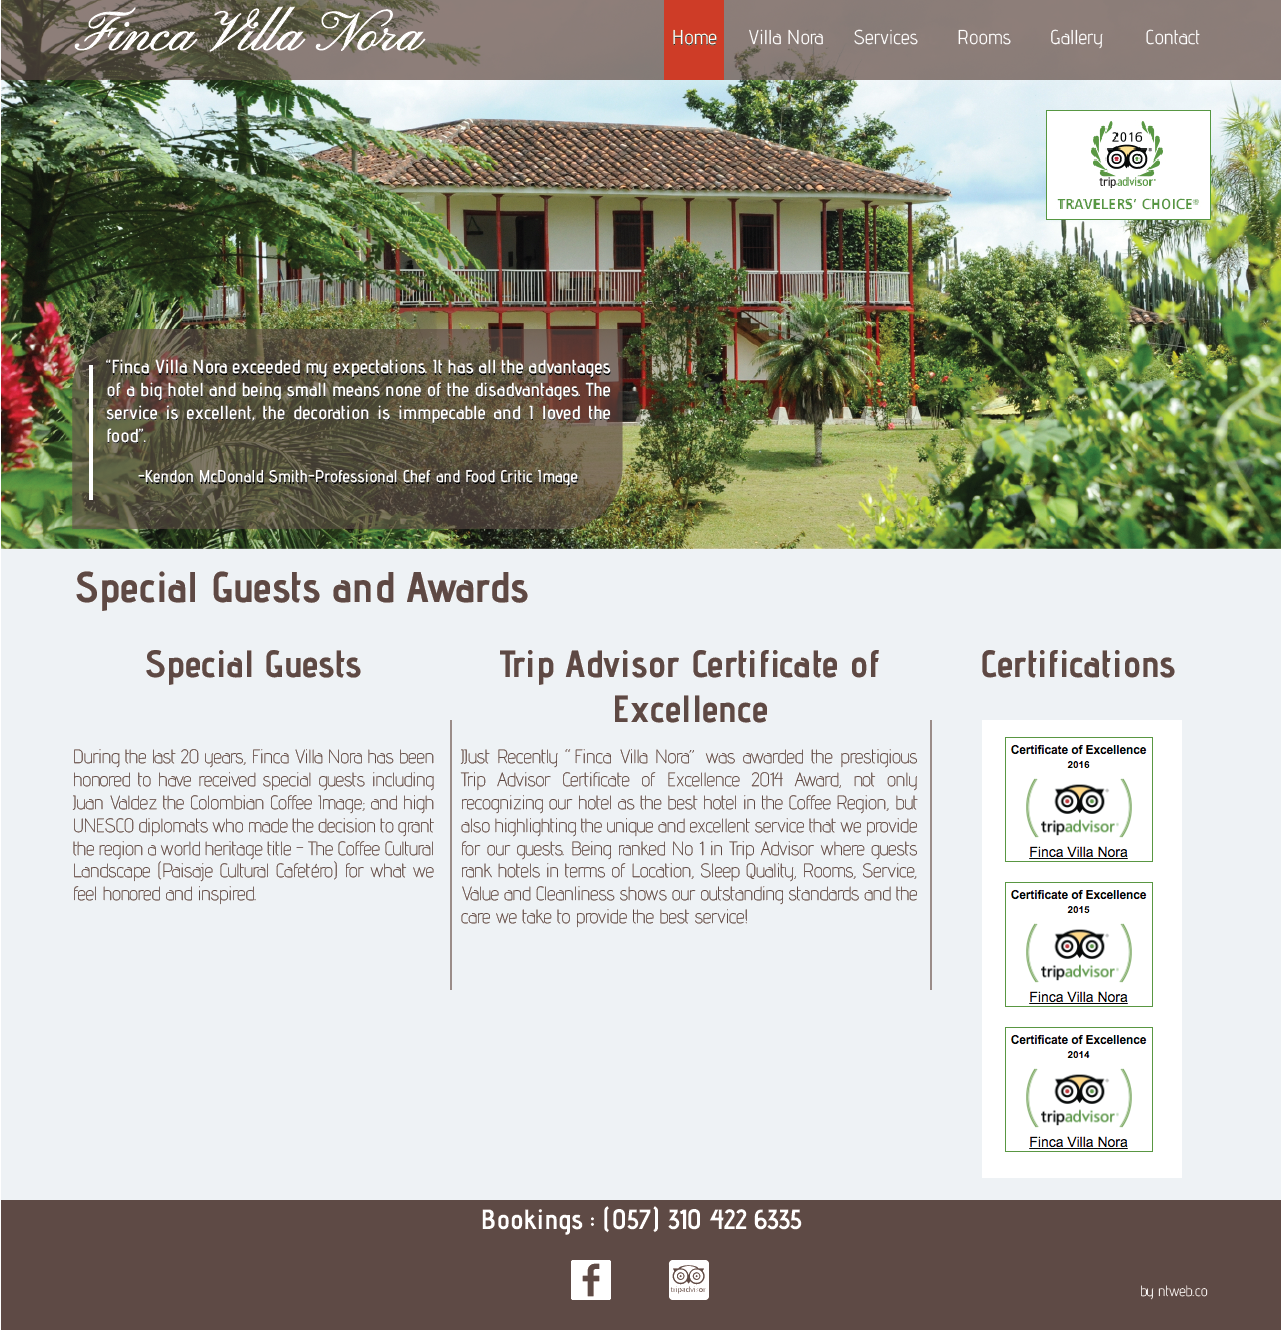 Finca Villa Nora
Home Villa Nora Services Rooms Gallery Contact
2016
tripadvisor®
TRAVELERS' CHOICE®
“Finca Villa Nora exceeded my expectations. It has all the advantages
of a big hotel and being small means none of the disadvantages. The
service is excellent, the decoration is immpecable and I loved the
food”.
-Kendon McDonald Smith-Professional Chef and Food Critic Image
Special Guests and Awards
Special Guests
During the last 20 years, Finca Villa Nora has been
honored to have received special guests including
Juan Valdez the Colombian Coffee Image; and high
UNESCO diplomats who made the decision to grant
the region a world heritage title – The Coffee Cultural
Landscape (Paisaje Cultural Cafetéro) for what we
feel honored and inspired.
Trip Advisor Certificate of
Excellence
JJust Recently “ Finca Villa Nora” was awarded the prestigious
Trip Advisor Certificate of Excellence 2014 Award, not only
recognizing our hotel as the best hotel in the Coffee Region, but
also highlighting the unique and excellent service that we provide
for our guests. Being ranked No 1 in Trip Advisor where guests
rank hotels in terms of Location, Sleep Quality, Rooms, Service,
Value and Cleanliness shows our outstanding standards and the
care we take to provide the best service!
Certifications
Certificate of Excellence
2016
tripadvisor®
Finca Villa Nora
Certificate of Excellence
2015
tripadvisor®
Finca Villa Nora
Certificate of Excellence
2014
tripadvisor®
Finca Villa Nora
Bookings : (057) 310 422 6335
f
tripadvisor
by ntweb.co